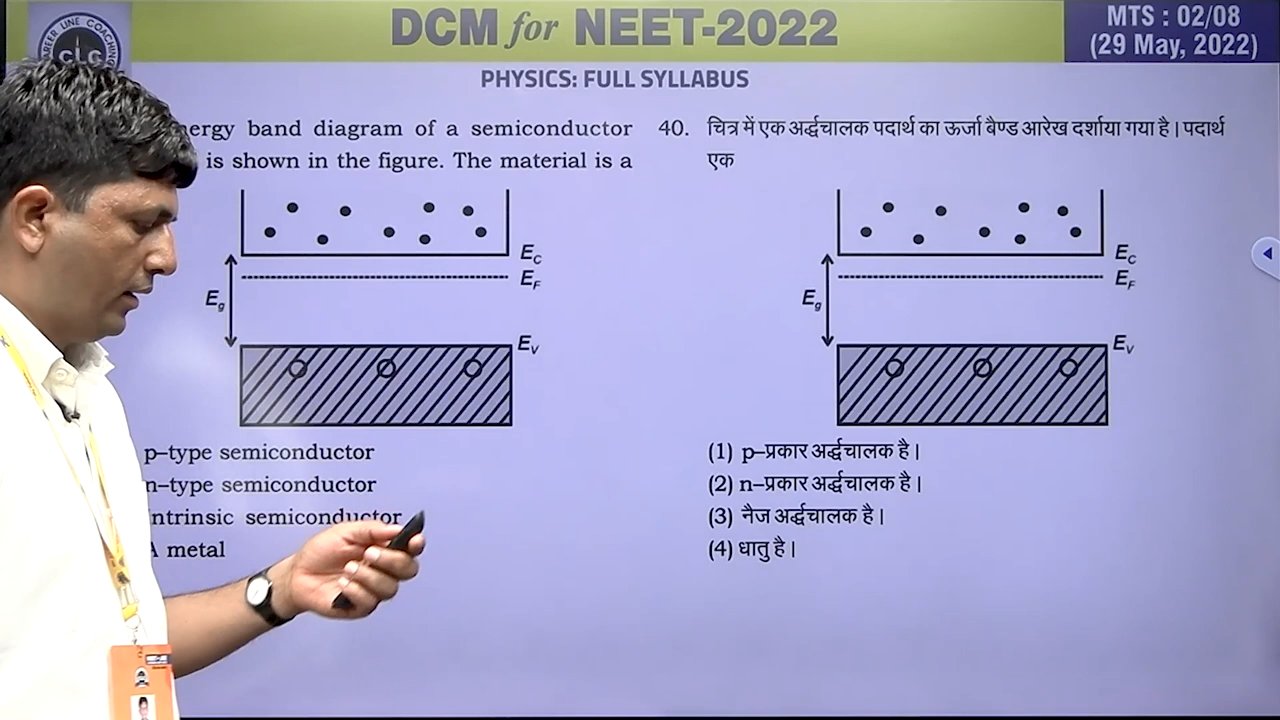 DCM for NEET-2022
MTS : 02/08
(29 May, 2022)
CLC
PHYSICS: FULL SYLLABUS
band diagram of a semiconductor
is shown in the figure. The material is a
E_C
E_F
E_g
E_V
p–type semiconductor
n–type semiconductor
intrinsic semiconductor
A metal
40. चित्र में एक अर्द्धचालक पदार्थ का ऊर्जा बैण्ड आरेख दर्शाया गया है। पदार्थ
एक
E_C
E_F
E_g
E_V
(1) p–प्रकार अर्द्धचालक है।
(2) n–प्रकार अर्द्धचालक है।
(3) नैज अर्द्धचालक है।
(4) धातु है।